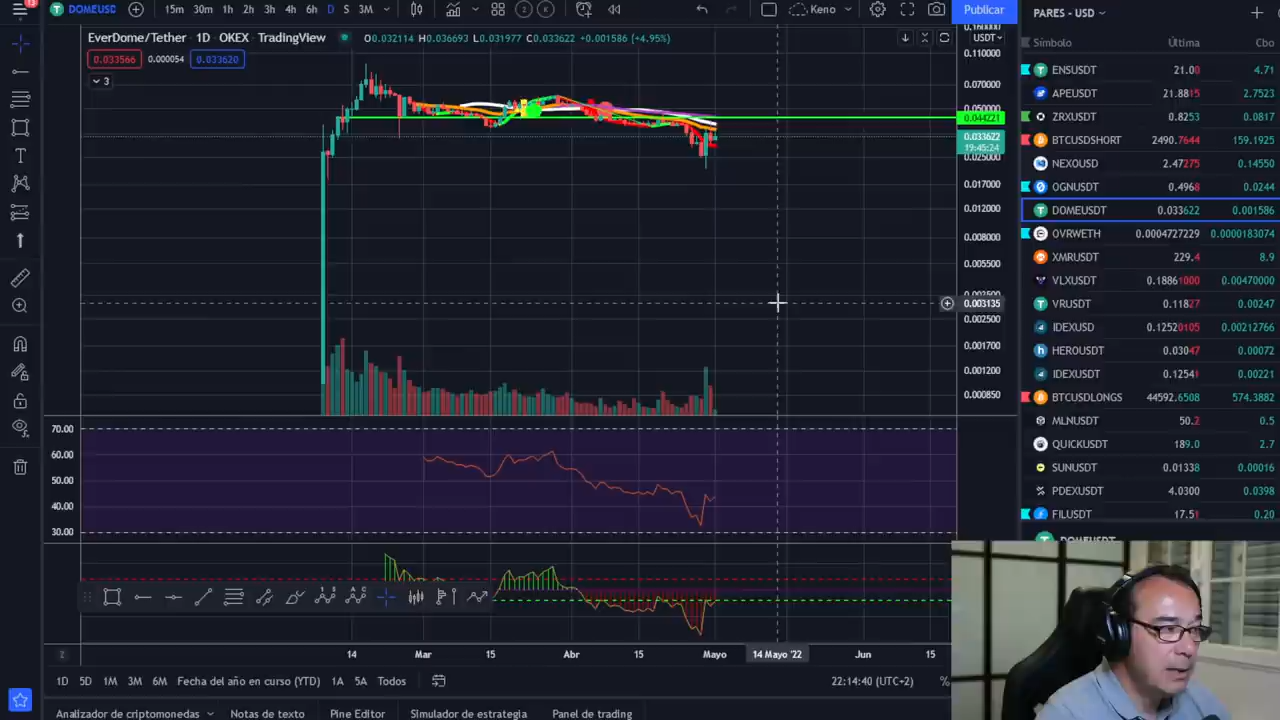 13
DOMEUSD
15m 30m 1h 2h 3h 4h 6h D S 3M
2 K
Keno
Publicar
PARES - USD
EverDome/Tether · 1D · OKEX · TradingView
O0.032114 H0.036693 L0.031977 C0.033622 +0.001586 (+4.95%)
USDT
0.033566 0.000054 0.033620
3
0.160000
0.110000
0.070000
0.050000
0.044221
0.033622
19:45:24
0.025000
0.017000
0.012000
0.008000
0.005500
0.003135
0.002500
0.001700
0.001200
0.000850
Símbolo Última Cbo
ENSUSDT 21.00 4.71
APEUSDT 21.8815 2.7523
ZRXUSDT 0.8253 0.0817
BTCUSDSHORT 2490.7644 159.1925
NEXOUSD 2.47275 0.14550
OGNUSDT 0.4968 0.0244
DOMEUSDT 0.033622 0.001586
OVRWETH 0.0004727229 0.0000183074
XMRUSDT 229.4 8.9
VLXUSDT 0.18861000 0.00470000
VRUSDT 0.11827 0.00247
IDEXUSD 0.12520105 0.00212766
HEROUSDT 0.03047 0.00072
IDEXUSDT 0.12541 0.00221
BTCUSDLONGS 44592.6508 574.3882
MLNUSDT 50.2 0.5
QUICKUSDT 189.0 2.7
SUNUSDT 0.01338 0.00016
PDEXUSDT 4.0300 0.0398
FILUSDT 17.51 0.20
DOMEUSDT
70.00
60.00
50.00
40.00
30.00
Z
14 Mar 15 Abr 15 Mayo 14 Mayo '22 Jun 15
1D 5D 1M 3M 6M Fecha del año en curso (YTD) 1A 5A Todos
22:14:40 (UTC+2) %
Analizador de criptomonedas Notas de texto Pine Editor Simulador de estrategia Panel de trading